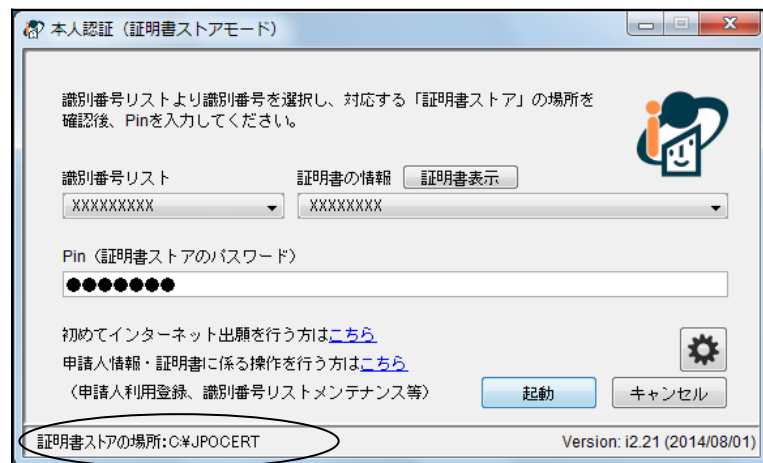 本人認証（証明書ストアモード）
識別番号リストより識別番号を選択し、対応する「証明書ストア」の場所を
確認後、Pinを入力してください。
識別番号リスト 証明書の情報 証明書表示
XXXXXXXXX XXXXXXXX
Pin（証明書ストアのパスワード）
●●●●●●●
初めてインターネット出願を行う方はこちら
申請人情報・証明書に係る操作を行う方はこちら
（申請人利用登録、識別番号リストメンテナンス等） 起動 キャンセル
証明書ストアの場所:C:¥JPOCERT Version: i2.21 (2014/08/01)